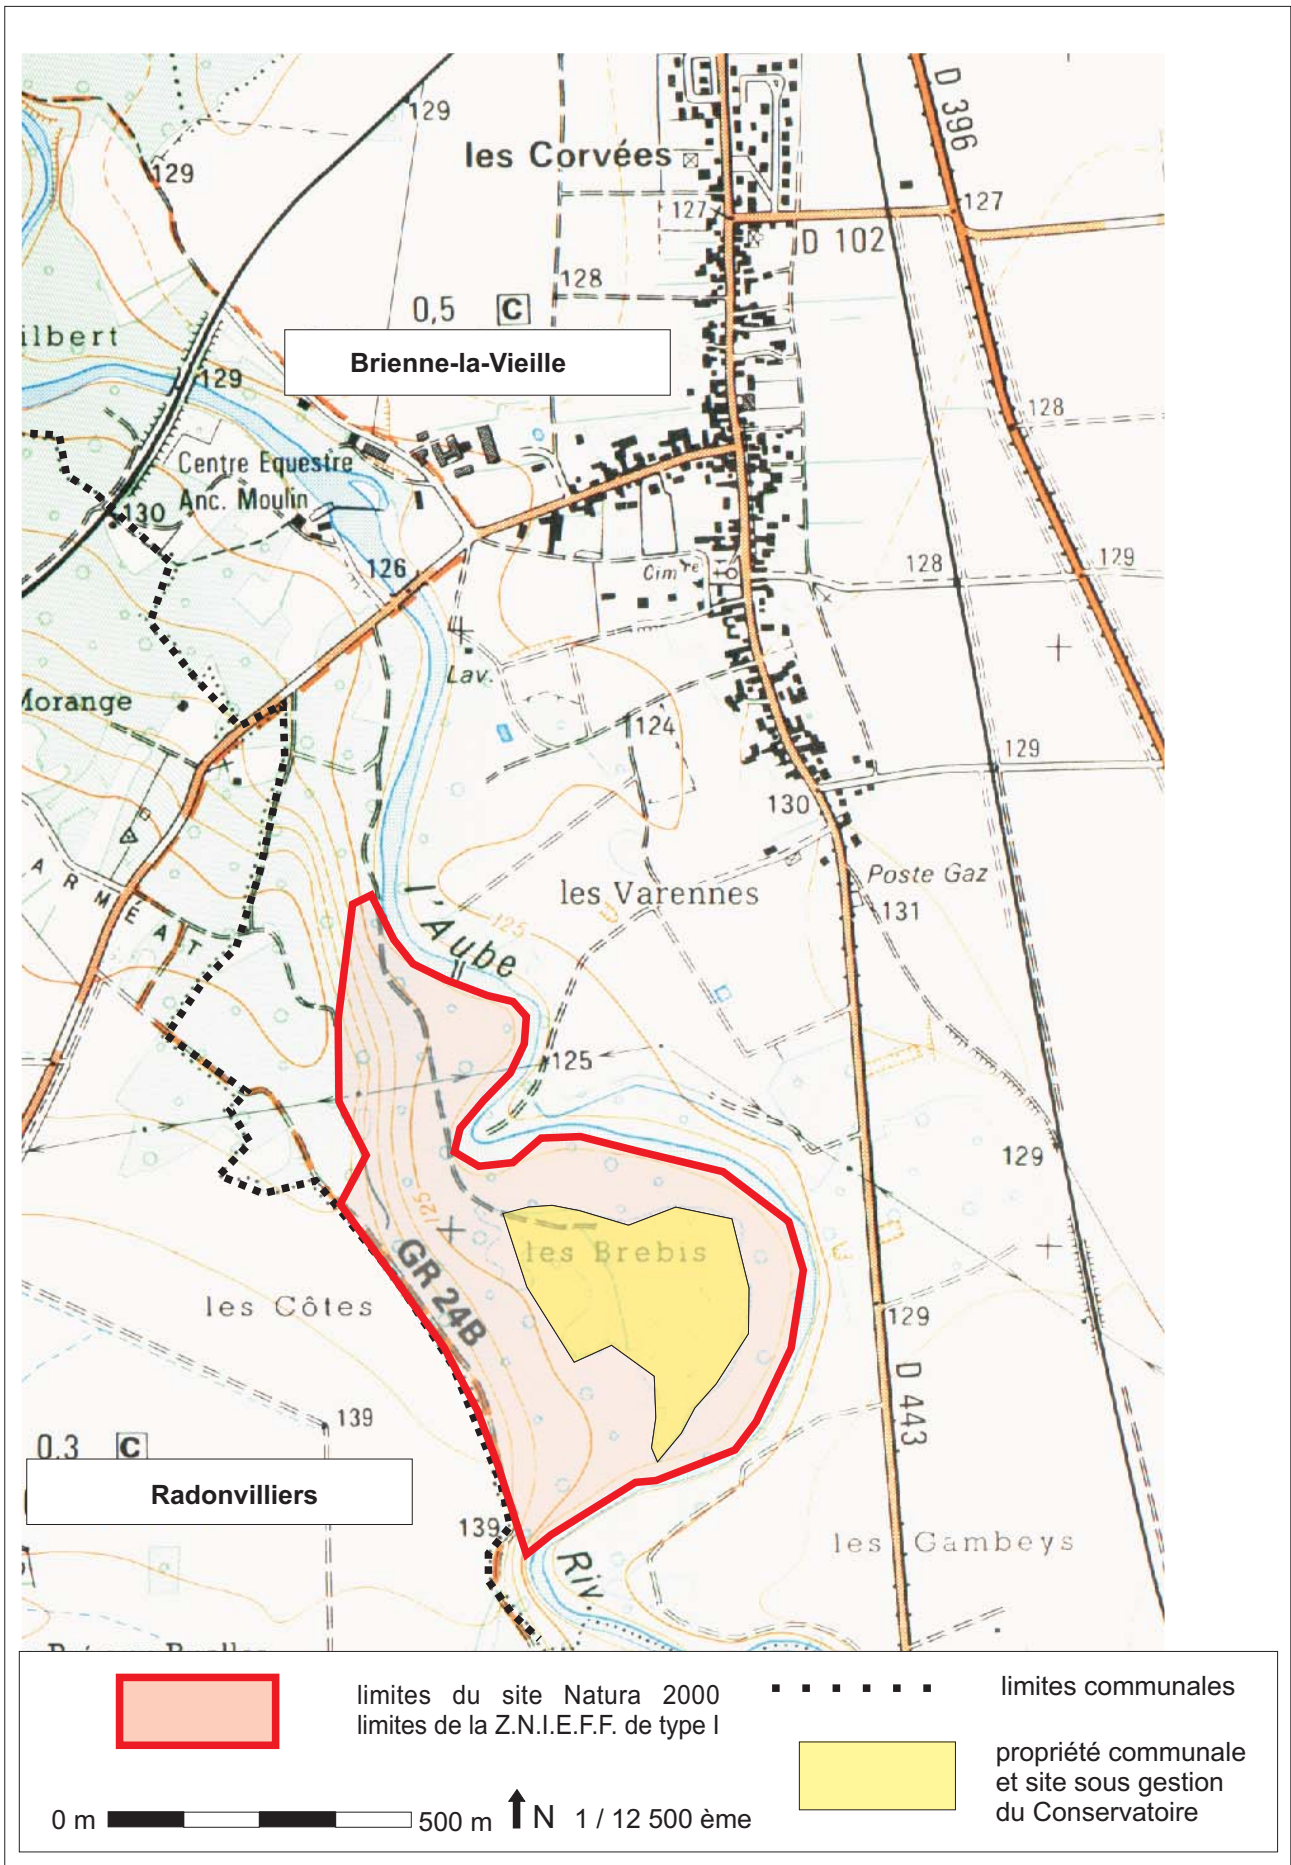 129
D 396
les Corvées
129
127
127
D 102
128
0,5 C
ilbert
Brienne-la-Vieille
129
128
Centre Equestre
Anc. Moulin
130
126
Cimre
128
129
Lav.
Morange
124
129
130
Poste Gaz
les Varennes
131
ARMÉAT
l'Aube
125
125
129
125
les Brebis
GR 24B
les Côtes
129
D 443
139
0.3 C
Radonvilliers
139
les Gambeys
Riv.
limites du site Natura 2000
limites de la Z.N.I.E.F.F. de type I
limites communales
propriété communale
et site sous gestion
du Conservatoire
0 m 500 m N 1 / 12 500 ème